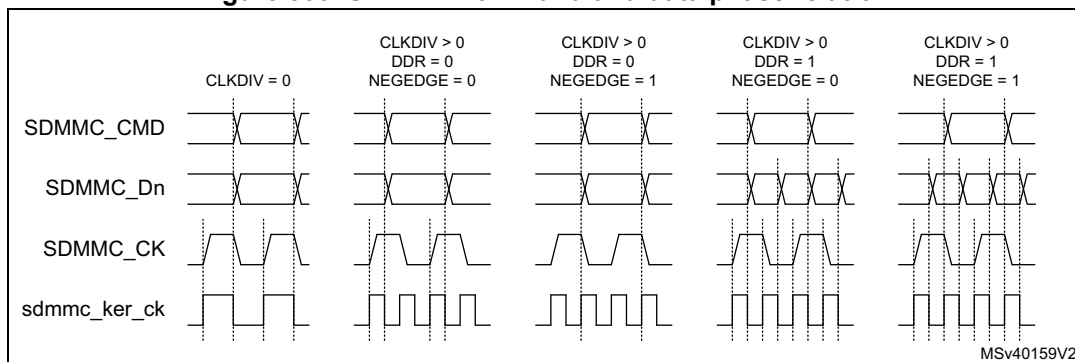 CLKDIV = 0
CLKDIV > 0
DDR = 0
NEGEDGE = 0
CLKDIV > 0
DDR = 0
NEGEDGE = 1
CLKDIV > 0
DDR = 1
NEGEDGE = 0
CLKDIV > 0
DDR = 1
NEGEDGE = 1
SDMMC_CMD
SDMMC_Dn
SDMMC_CK
sdmmc_ker_ck
MSv40159V2